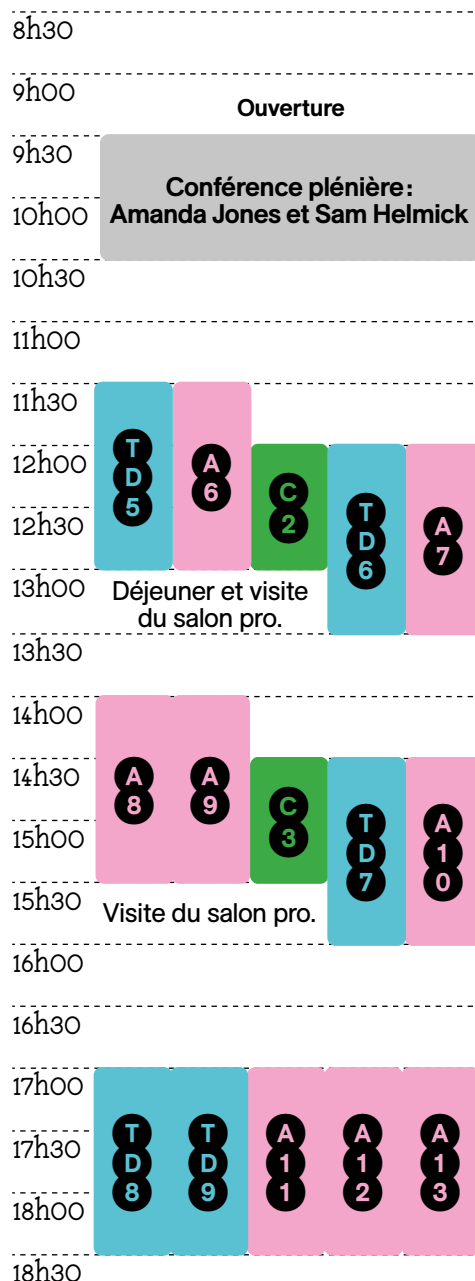 8h30
9h00
Ouverture
9h30
Conférence plénière:
10h00
Amanda Jones et Sam Helmick
10h30
11h00
11h30
12h00
TD5
A6
C2
TD6
A7
12h30
13h00
Déjeuner et visite
du salon pro.
13h30
14h00
14h30
A8
A9
C3
TD7
A10
15h00
15h30
Visite du salon pro.
16h00
16h30
17h00
17h30
TD8
TD9
A11
A12
A13
18h00
18h30